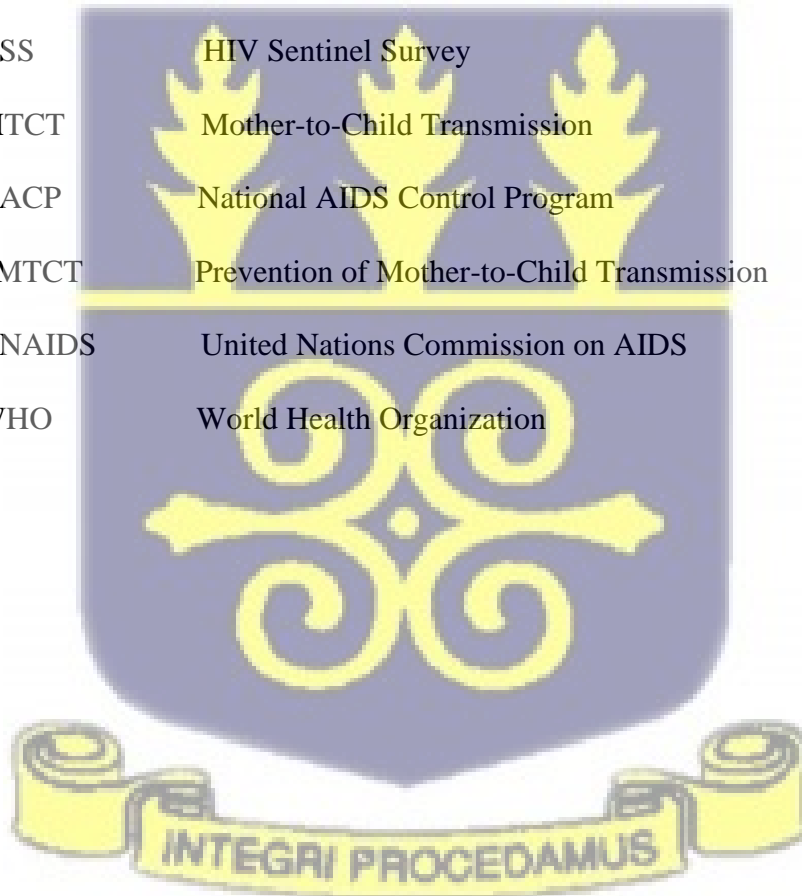 SS HIV Sentinel Survey
ITCT Mother-to-Child Transmission
ACP National AIDS Control Program
MTCT Prevention of Mother-to-Child Transmission
NAIDS United Nations Commission on AIDS
HO World Health Organization
INTEGRI PROCEDAMUS